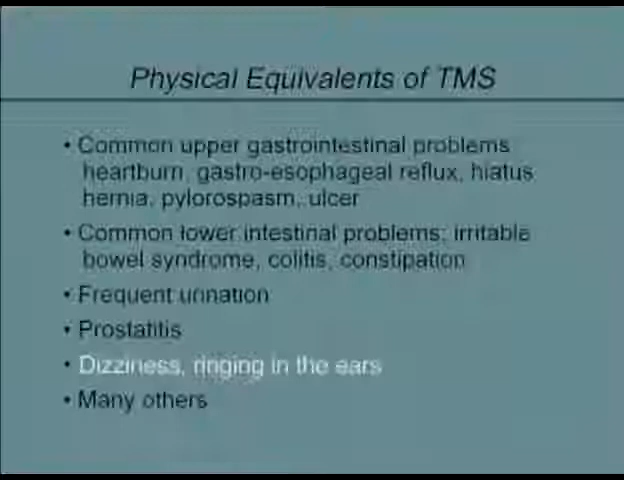 Physical Equivalents of TMS
• Common upper gastrointestinal problems
heartburn, gastro-esophageal reflux, hiatus
hernia, pylorospasm, ulcer
• Common lower intestinal problems; irritable
bowel syndrome, colitis, constipation
• Frequent urination
• Prostatitis
• Dizziness, ringing in the ears
• Many others